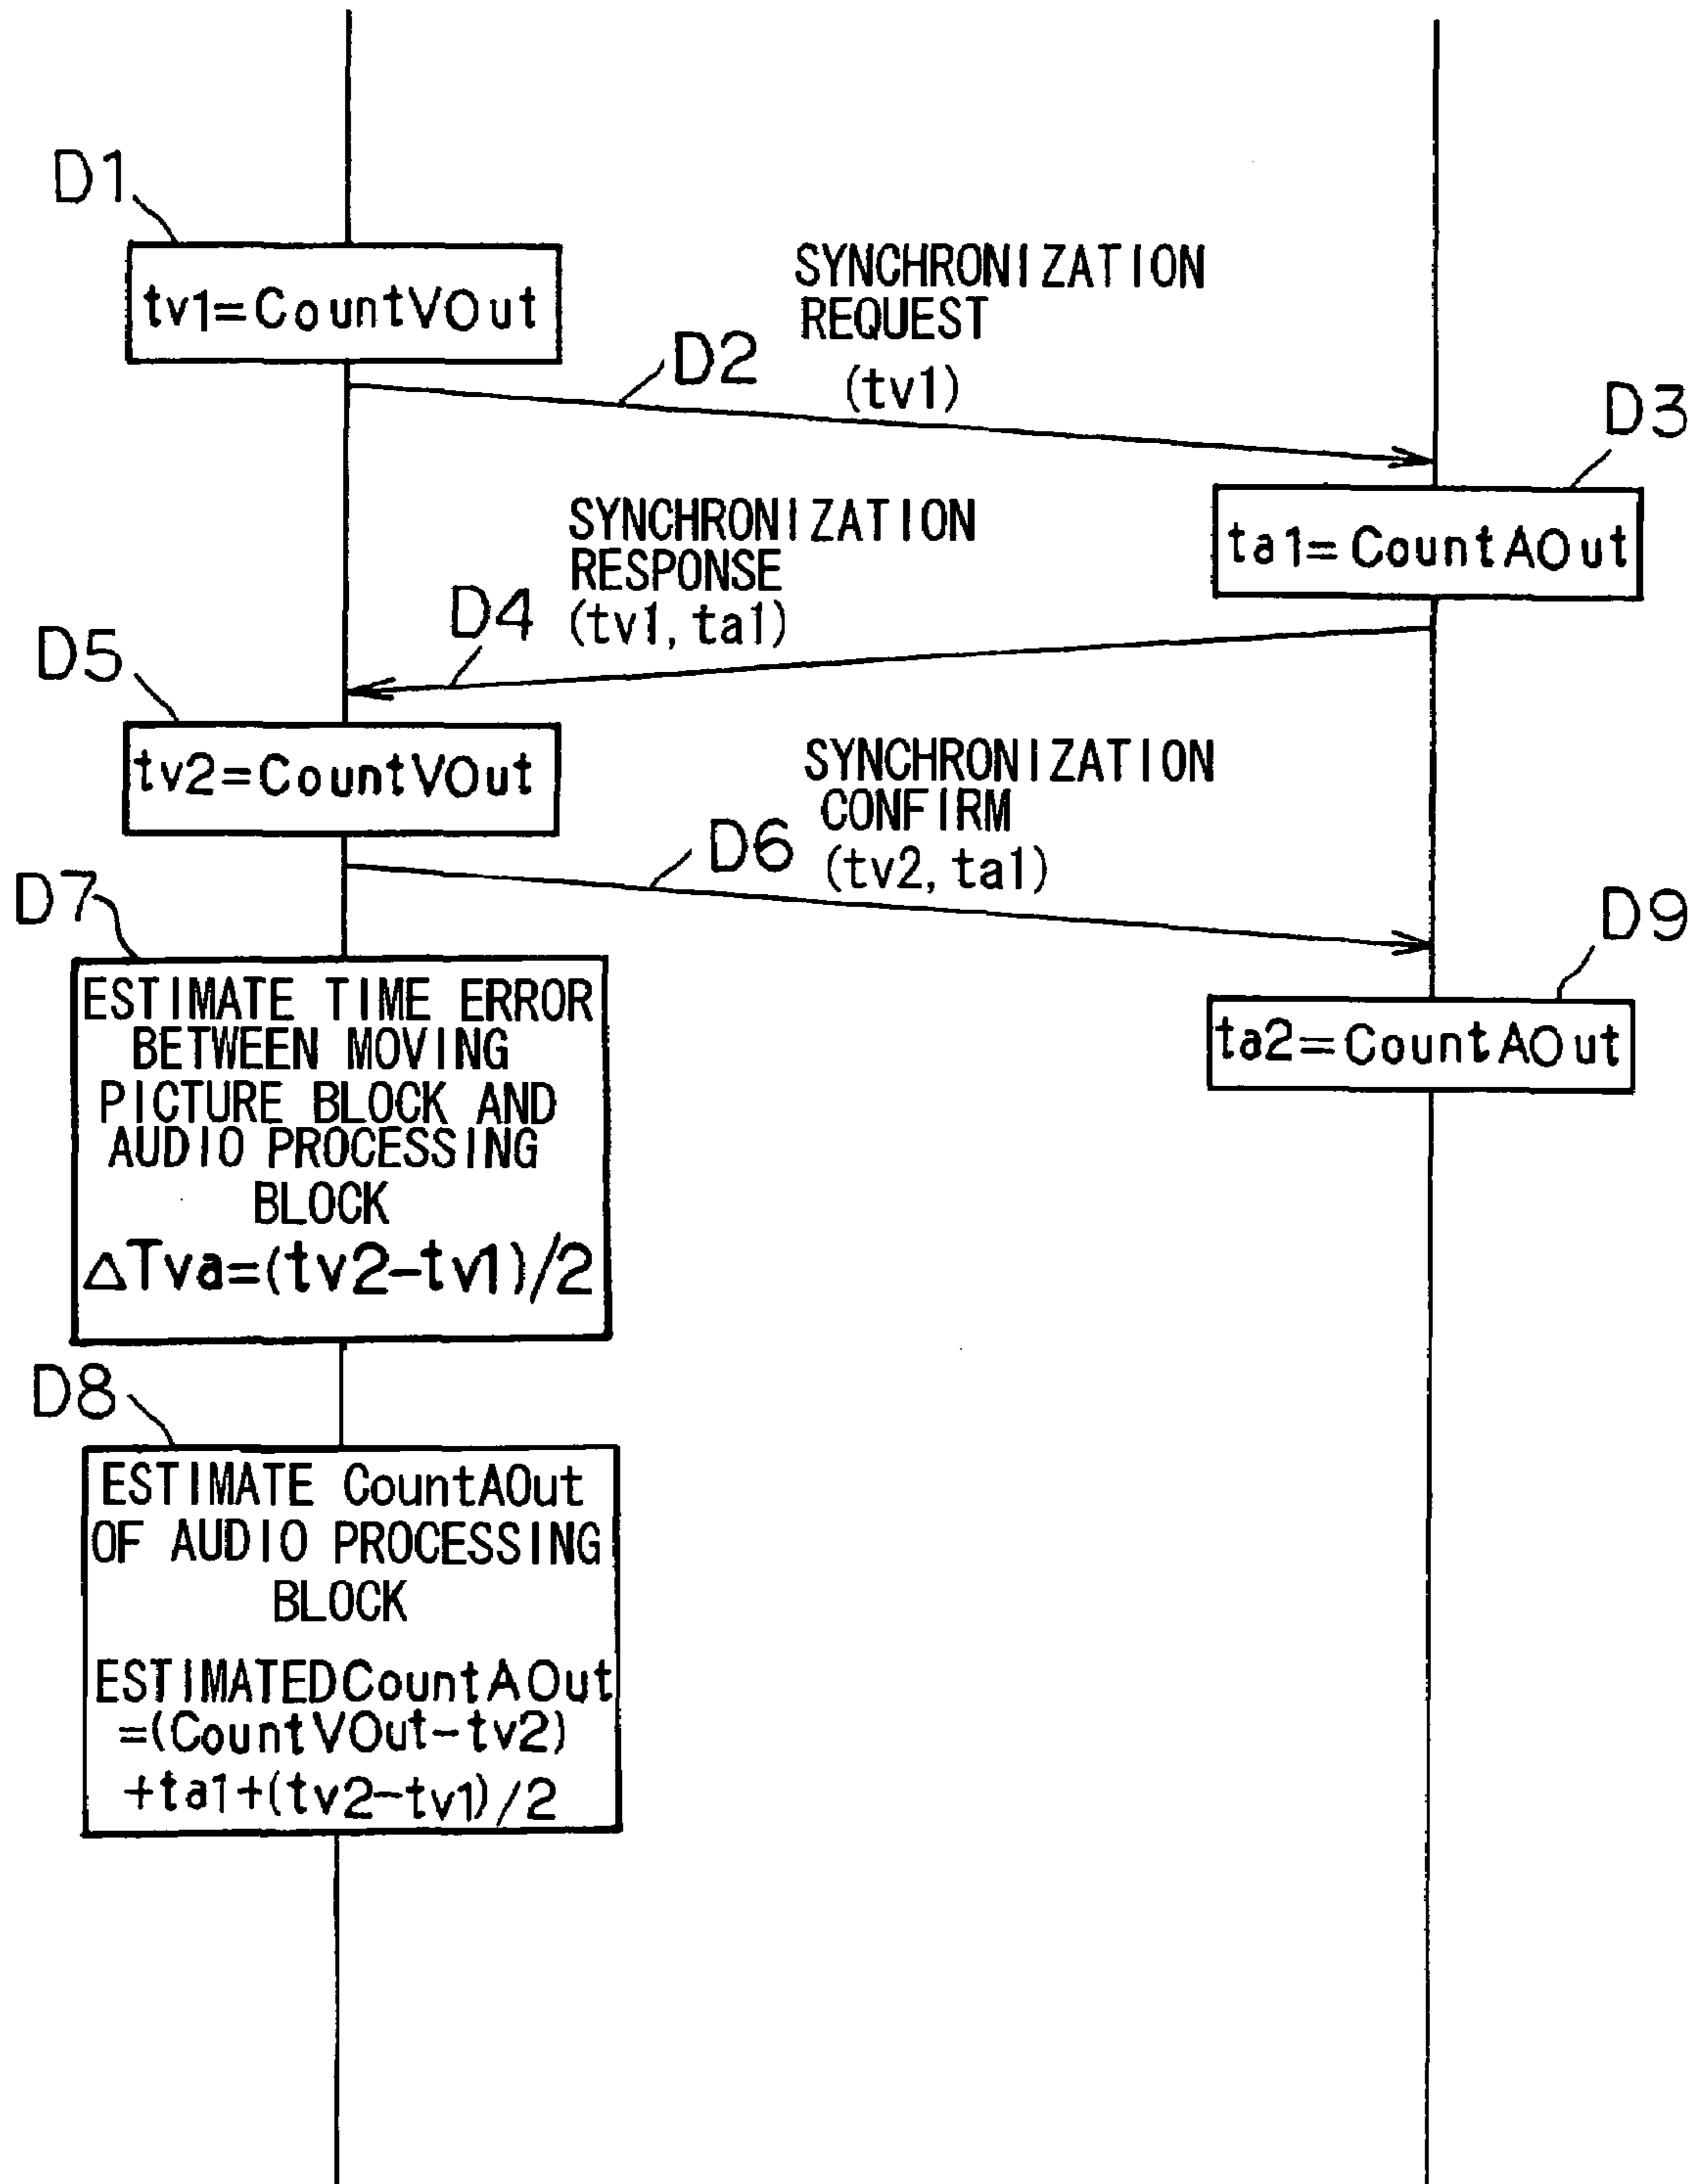 D1
tv1=CountVOut
SYNCHRONIZATION
REQUEST
(tv1)
D2
D3
ta1=CountAOut
SYNCHRONIZATION
RESPONSE
(tv1, ta1)
D4
D5
tv2=CountVOut
SYNCHRONIZATION
CONFIRM
(tv2, ta1)
D6
D7
ESTIMATE TIME ERROR
BETWEEN MOVING
PICTURE BLOCK AND
AUDIO PROCESSING
BLOCK
△Tva=(tv2-tv1)/2
D9
ta2=CountAOut
D8
ESTIMATE CountAOut
OF AUDIO PROCESSING
BLOCK
ESTIMATEDCountAOut
=(CountVOut-tv2)
+ta1+(tv2-tv1)/2